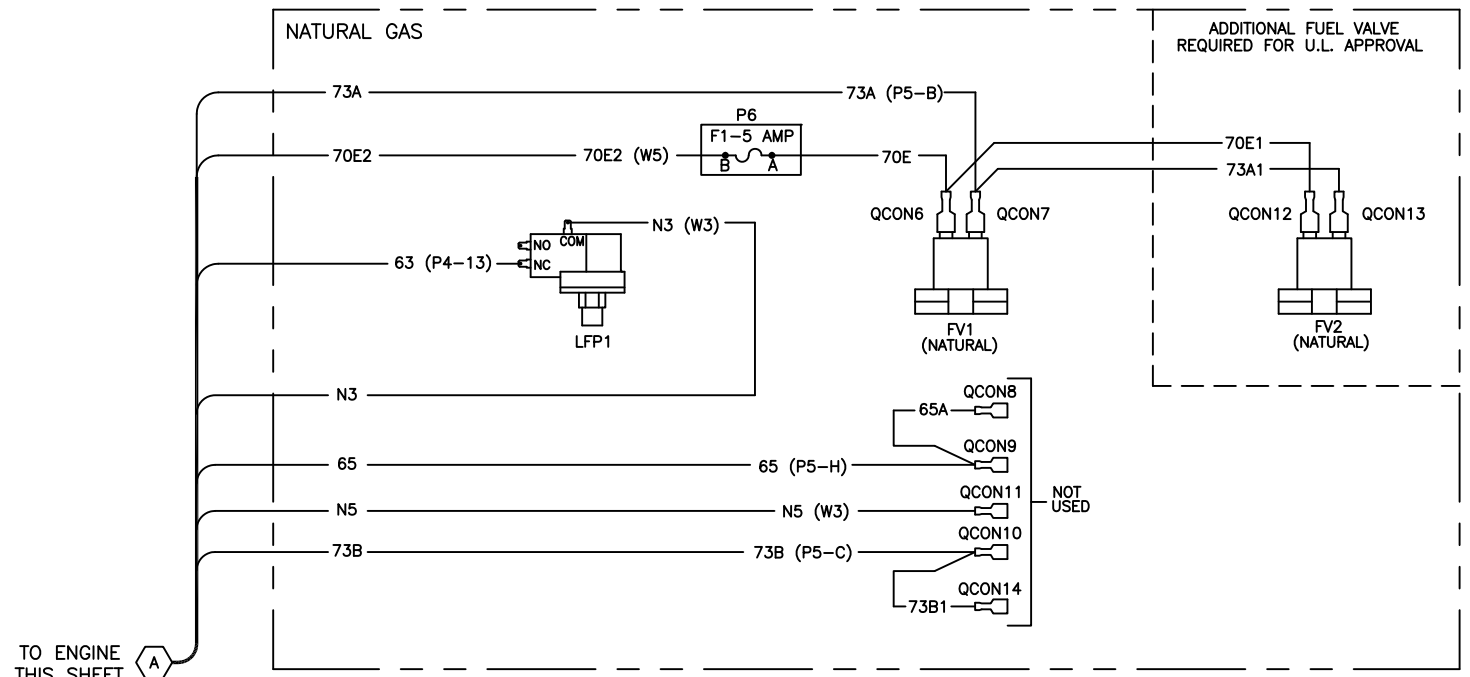 NATURAL GAS
ADDITIONAL FUEL VALVE
REQUIRED FOR U.L. APPROVAL
73A
73A (P5-B)
P6
F1-5 AMP
B
A
70E2
70E2 (W5)
70E
70E1
73A1
QCON6
QCON7
QCON12
QCON13
N3 (W3)
NO
COM
NC
63 (P4-13)
LFP1
FV1
(NATURAL)
FV2
(NATURAL)
N3
QCON8
65A
QCON9
65
65 (P5-H)
QCON11
NOT
USED
N5
N5 (W3)
QCON10
73B
73B (P5-C)
QCON14
73B1
TO ENGINE
THIS SHEET
A